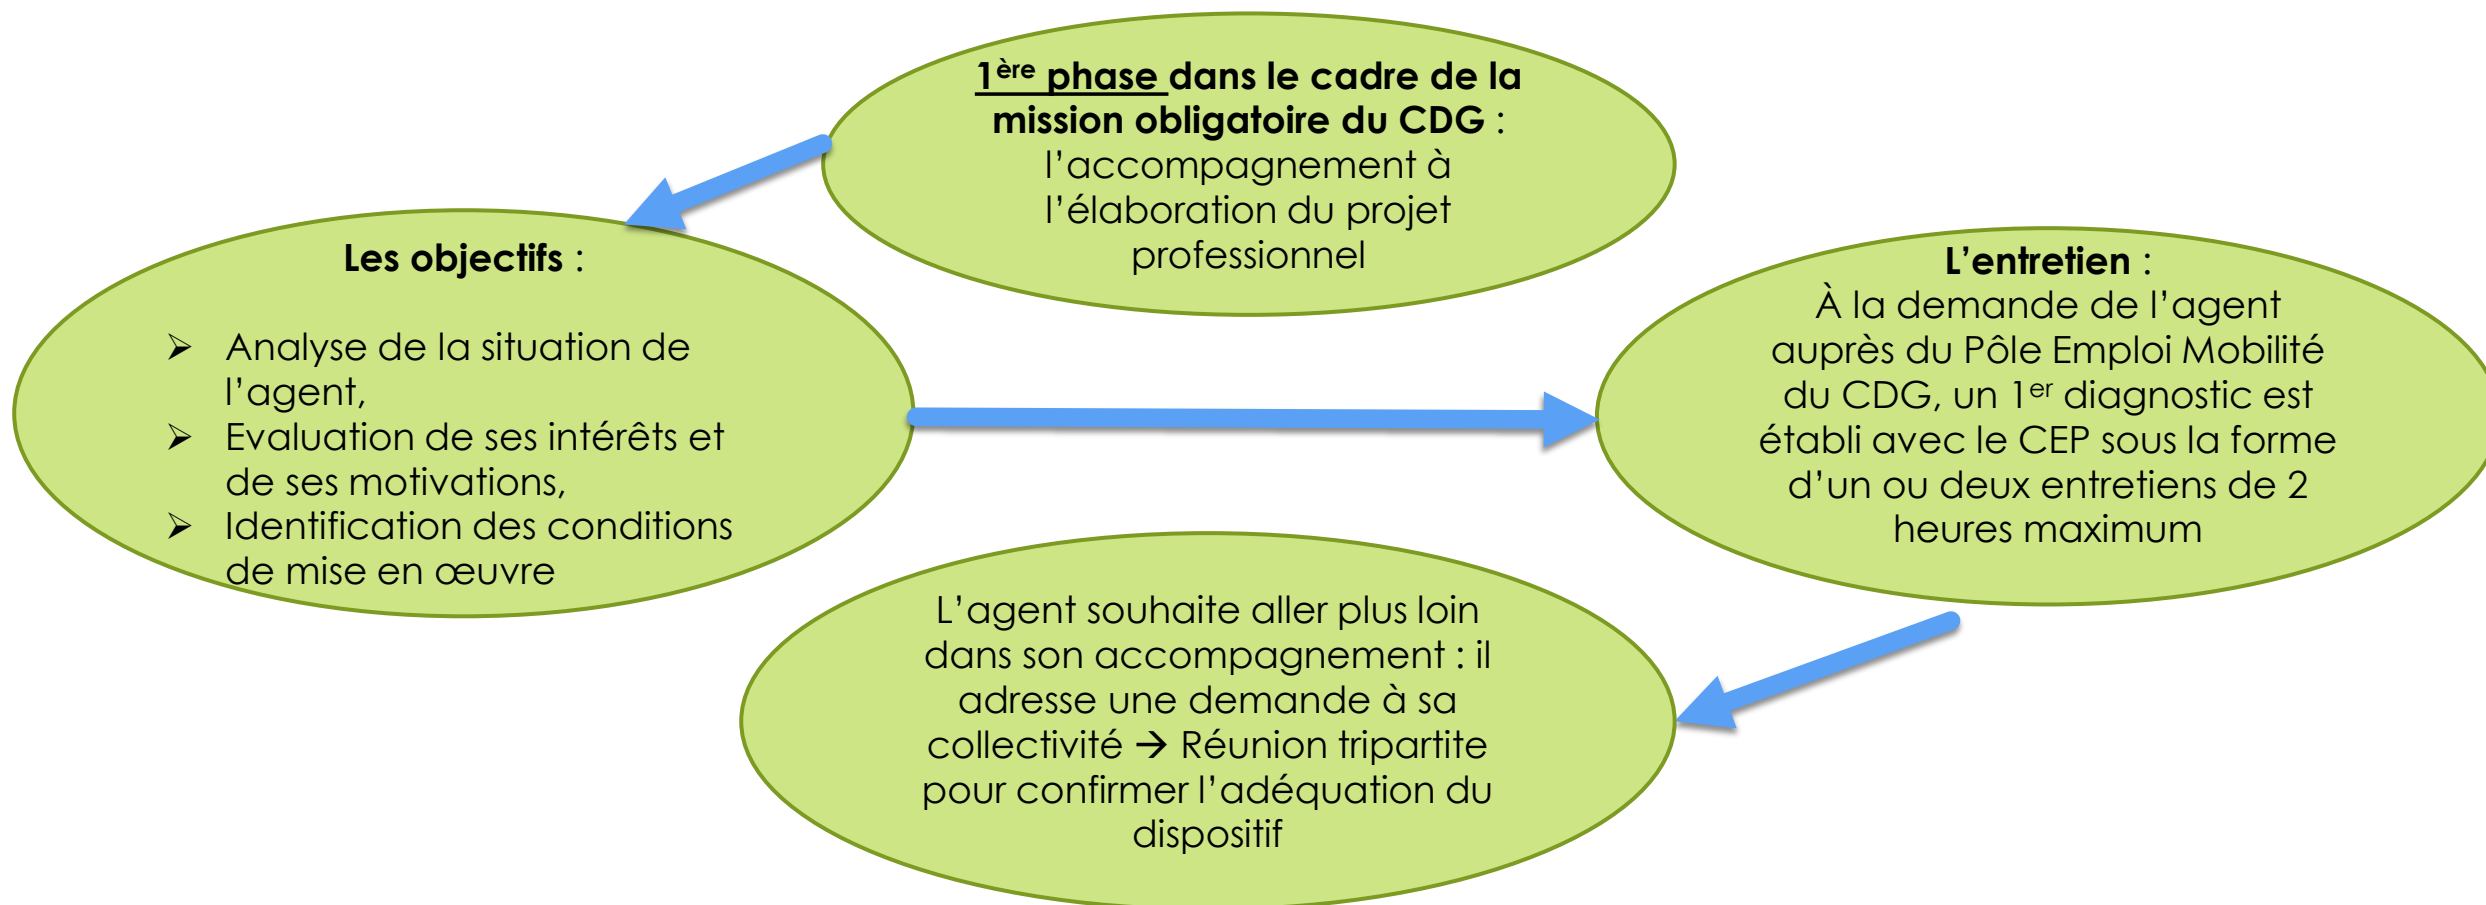 1ère phase dans le cadre de la
mission obligatoire du CDG :
l’accompagnement à
l’élaboration du projet
professionnel
Les objectifs :
➢ Analyse de la situation de
l’agent,
➢ Evaluation de ses intérêts et
de ses motivations,
➢ Identification des conditions
de mise en œuvre
L’entretien :
À la demande de l’agent
auprès du Pôle Emploi Mobilité
du CDG, un 1er diagnostic est
établi avec le CEP sous la forme
d’un ou deux entretiens de 2
heures maximum
L’agent souhaite aller plus loin
dans son accompagnement : il
adresse une demande à sa
collectivité → Réunion tripartite
pour confirmer l’adéquation du
dispositif